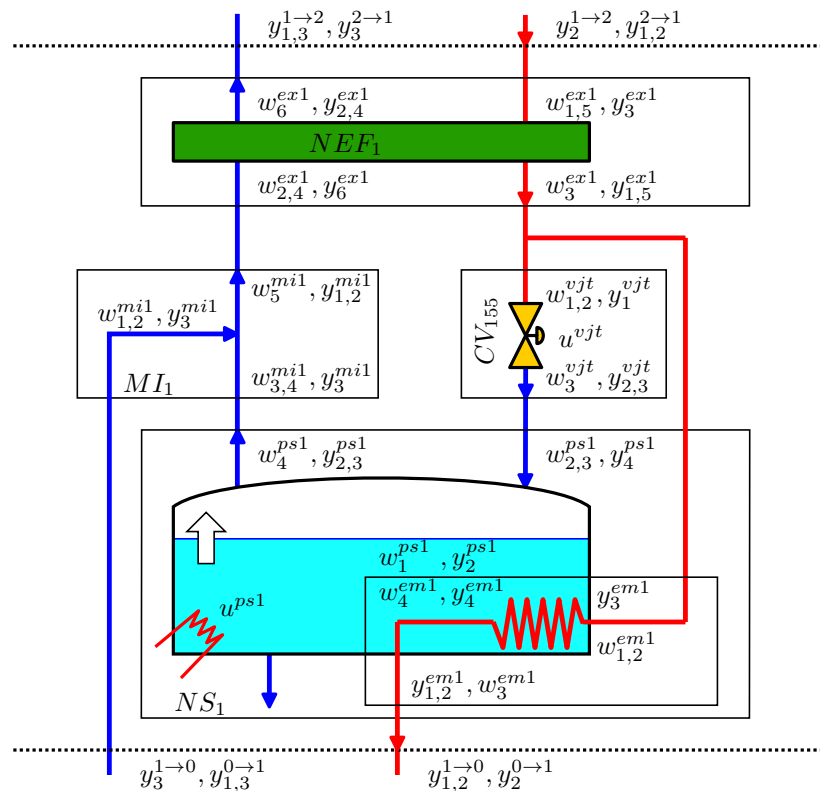 y_{1,3}^{1→2}, y_3^{2→1}
y_2^{1→2}, y_{1,2}^{2→1}
w_6^{ex1}, y_{2,4}^{ex1}
w_{1,5}^{ex1}, y_3^{ex1}
NEF_1
w_{2,4}^{ex1}, y_6^{ex1}
w_3^{ex1}, y_{1,5}^{ex1}
w_5^{mi1}, y_{1,2}^{mi1}
w_{1,2}^{vjt}, y_1^{vjt}
w_{1,2}^{mi1}, y_3^{mi1}
CV_{155}
u^{vjt}
MI_1
w_{3,4}^{mi1}, y_3^{mi1}
w_3^{vjt}, y_{2,3}^{vjt}
w_4^{ps1}, y_{2,3}^{ps1}
w_{2,3}^{ps1}, y_4^{ps1}
w_1^{ps1}, y_2^{ps1}
w_4^{em1}, y_4^{em1}
y_3^{em1}
u^{ps1}
w_{1,2}^{em1}
y_{1,2}^{em1}, w_3^{em1}
NS_1
y_3^{1→0}, y_{1,3}^{0→1}
y_{1,2}^{1→0}, y_2^{0→1}